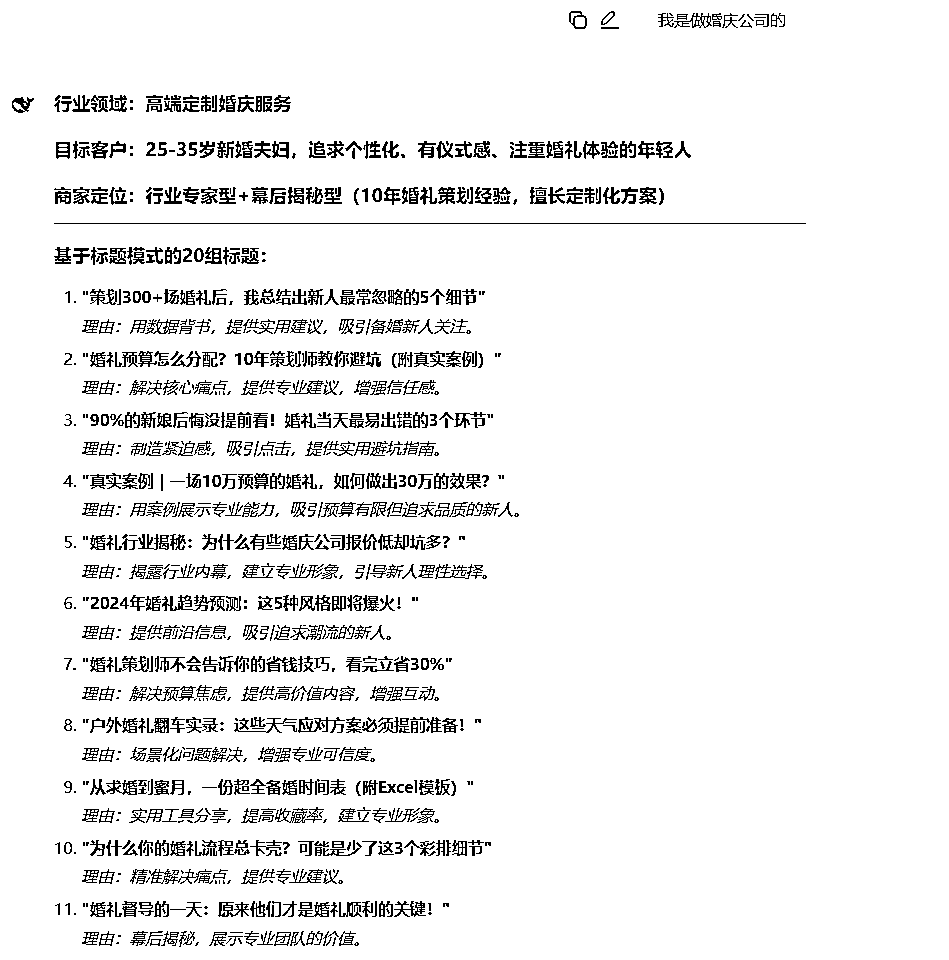 我是做婚庆公司的
行业领域：高端定制婚庆服务
目标客户：25-35岁新婚夫妇，追求个性化、有仪式感、注重婚礼体验的年轻人
商家定位：行业专家型+幕后揭秘型（10年婚礼策划经验，擅长定制化方案）
基于标题模式的20组标题：
1. "策划300+场婚礼后，我总结出新人最常忽略的5个细节"
理由：用数据背书，提供实用建议，吸引备婚新人关注。
2. "婚礼预算怎么分配？10年策划师教你避坑（附真实案例）"
理由：解决核心痛点，提供专业建议，增强信任感。
3. "90%的新娘后悔没提前看！婚礼当天最易出错的3个环节"
理由：制造紧迫感，吸引点击，提供实用避坑指南。
4. "真实案例 | 一场10万预算的婚礼，如何做出30万的效果？"
理由：用案例展示专业能力，吸引预算有限但追求品质的新人。
5. "婚礼行业揭秘：为什么有些婚庆公司报价低却坑多？"
理由：揭露行业内幕，建立专业形象，引导新人理性选择。
6. "2024年婚礼趋势预测：这5种风格即将爆火！"
理由：提供前沿信息，吸引追求潮流的新人。
7. "婚礼策划师不会告诉你的省钱技巧，看完立省30%"
理由：解决预算焦虑，提供高价值内容，增强互动。
8. "户外婚礼翻车实录：这些天气应对方案必须提前准备！"
理由：场景化问题解决，增强专业可信度。
9. "从求婚到蜜月，一份超全备婚时间表（附Excel模板）"
理由：实用工具分享，提高收藏率，建立专业形象。
10. "为什么你的婚礼流程总卡壳？可能是少了这3个彩排细节"
理由：精准解决痛点，提供专业建议。
11. "婚礼督导的一天：原来他们才是婚礼顺利的关键！"
理由：幕后揭秘，展示专业团队的价值。